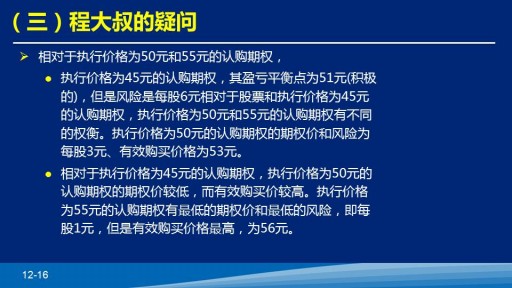 （三）程大叔的疑问
相对于执行价格为50元和55元的认购期权，
执行价格为45元的认购期权，其盈亏平衡点为51元(积极
的)，但是风险是每股6元相对于股票和执行价格为45元
的认购期权，执行价格为50元和55元的认购期权有不同
的权衡。执行价格为50元的认购期权的期权价和风险为
每股3元、有效购买价格为53元。
相对于执行价格为45元的认购期权，执行价格为50元的
认购期权的期权价较低，而有效购买价较高。执行价格
为55元的认购期权有最低的期权价和最低的风险，即每
股1元，但是有效购买价格最高，为56元。
12-16